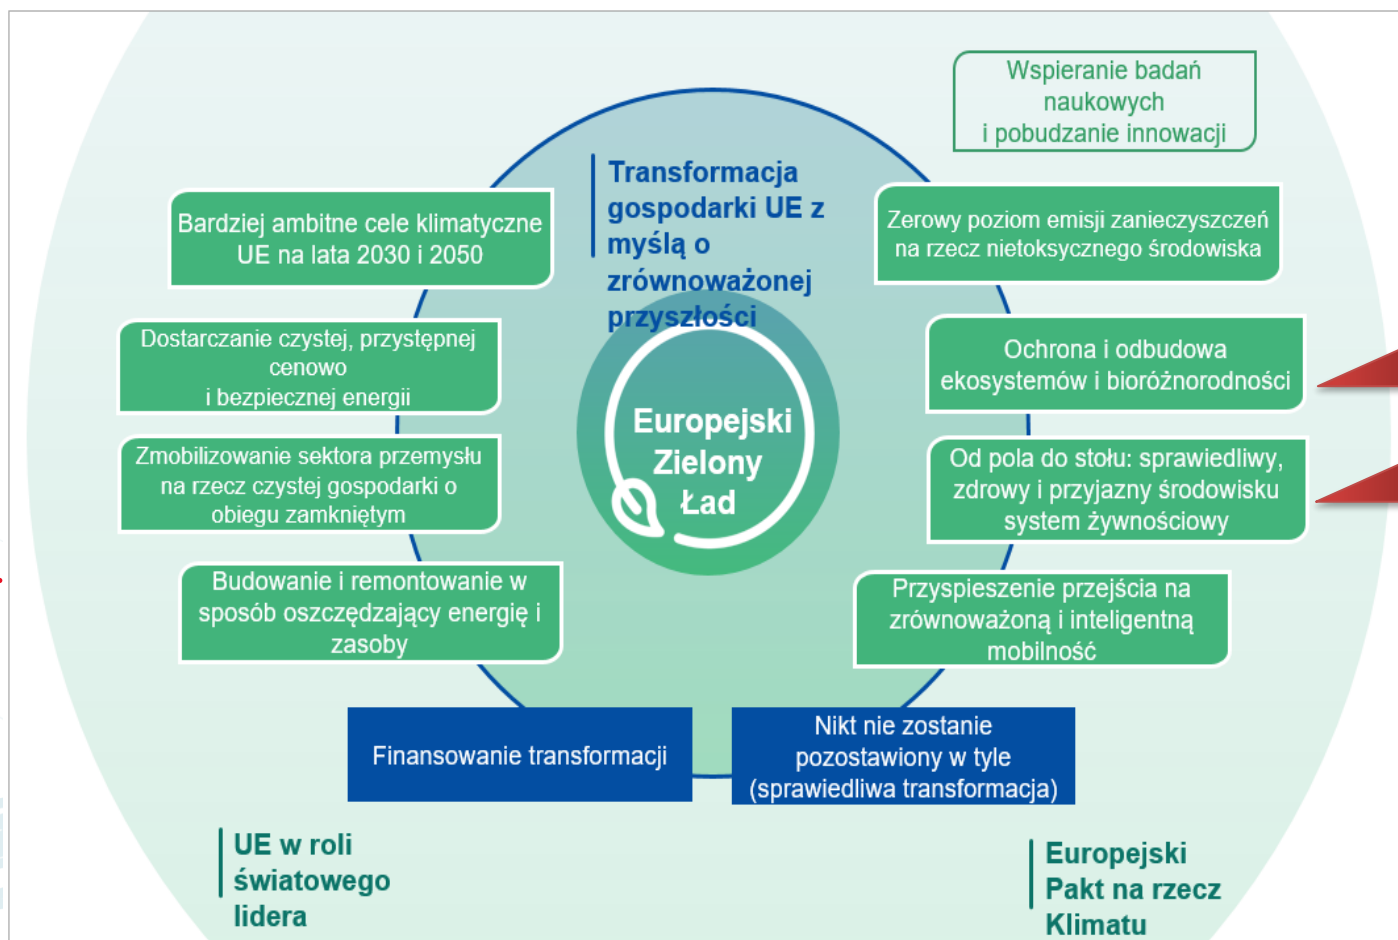 Wspieranie badań
naukowych
i pobudzanie innowacji
Transformacja
gospodarki UE z
myślą o
zrównoważonej
przyszłości
Bardziej ambitne cele klimatyczne
UE na lata 2030 i 2050
Zerowy poziom emisji zanieczyszczeń
na rzecz nietoksycznego środowiska
Dostarczanie czystej, przystępnej
cenowo
i bezpiecznej energii
Ochrona i odbudowa
ekosystemów i bioróżnorodności
Europejski
Zielony
Ład
Zmobilizowanie sektora przemysłu
na rzecz czystej gospodarki o
obiegu zamkniętym
Od pola do stołu: sprawiedliwy,
zdrowy i przyjazny środowisku
system żywnościowy
Budowanie i remontowanie w
sposób oszczędzający energię i
zasoby
Przyspieszenie przejścia na
zrównoważoną i inteligentną
mobilność
Finansowanie transformacji
Nikt nie zostanie
pozostawiony w tyle
(sprawiedliwa transformacja)
UE w roli
światowego
lidera
Europejski
Pakt na rzecz
Klimatu